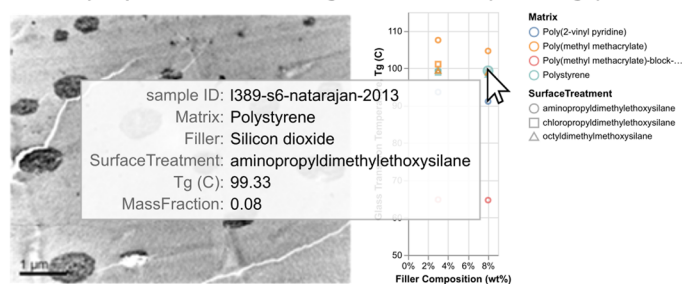 sample ID: l389-s6-natarajan-2013
Matrix: Polystyrene
Filler: Silicon dioxide
SurfaceTreatment: aminopropyldimethylethoxysilane
Tg (C): 99.33
MassFraction: 0.08
1 μm
Glass Transition Temperature, Tg (C)
110
100
90
80
70
60
50
0% 2% 4% 6% 8%
Filler Composition (wt%)
Matrix
Poly(2-vinyl pyridine)
Poly(methyl methacrylate)
Poly(methyl methacrylate)-block-…
Polystyrene
SurfaceTreatment
aminopropyldimethylethoxysilane
chloropropyldimethylethoxysilane
octyldimethylmethoxysilane